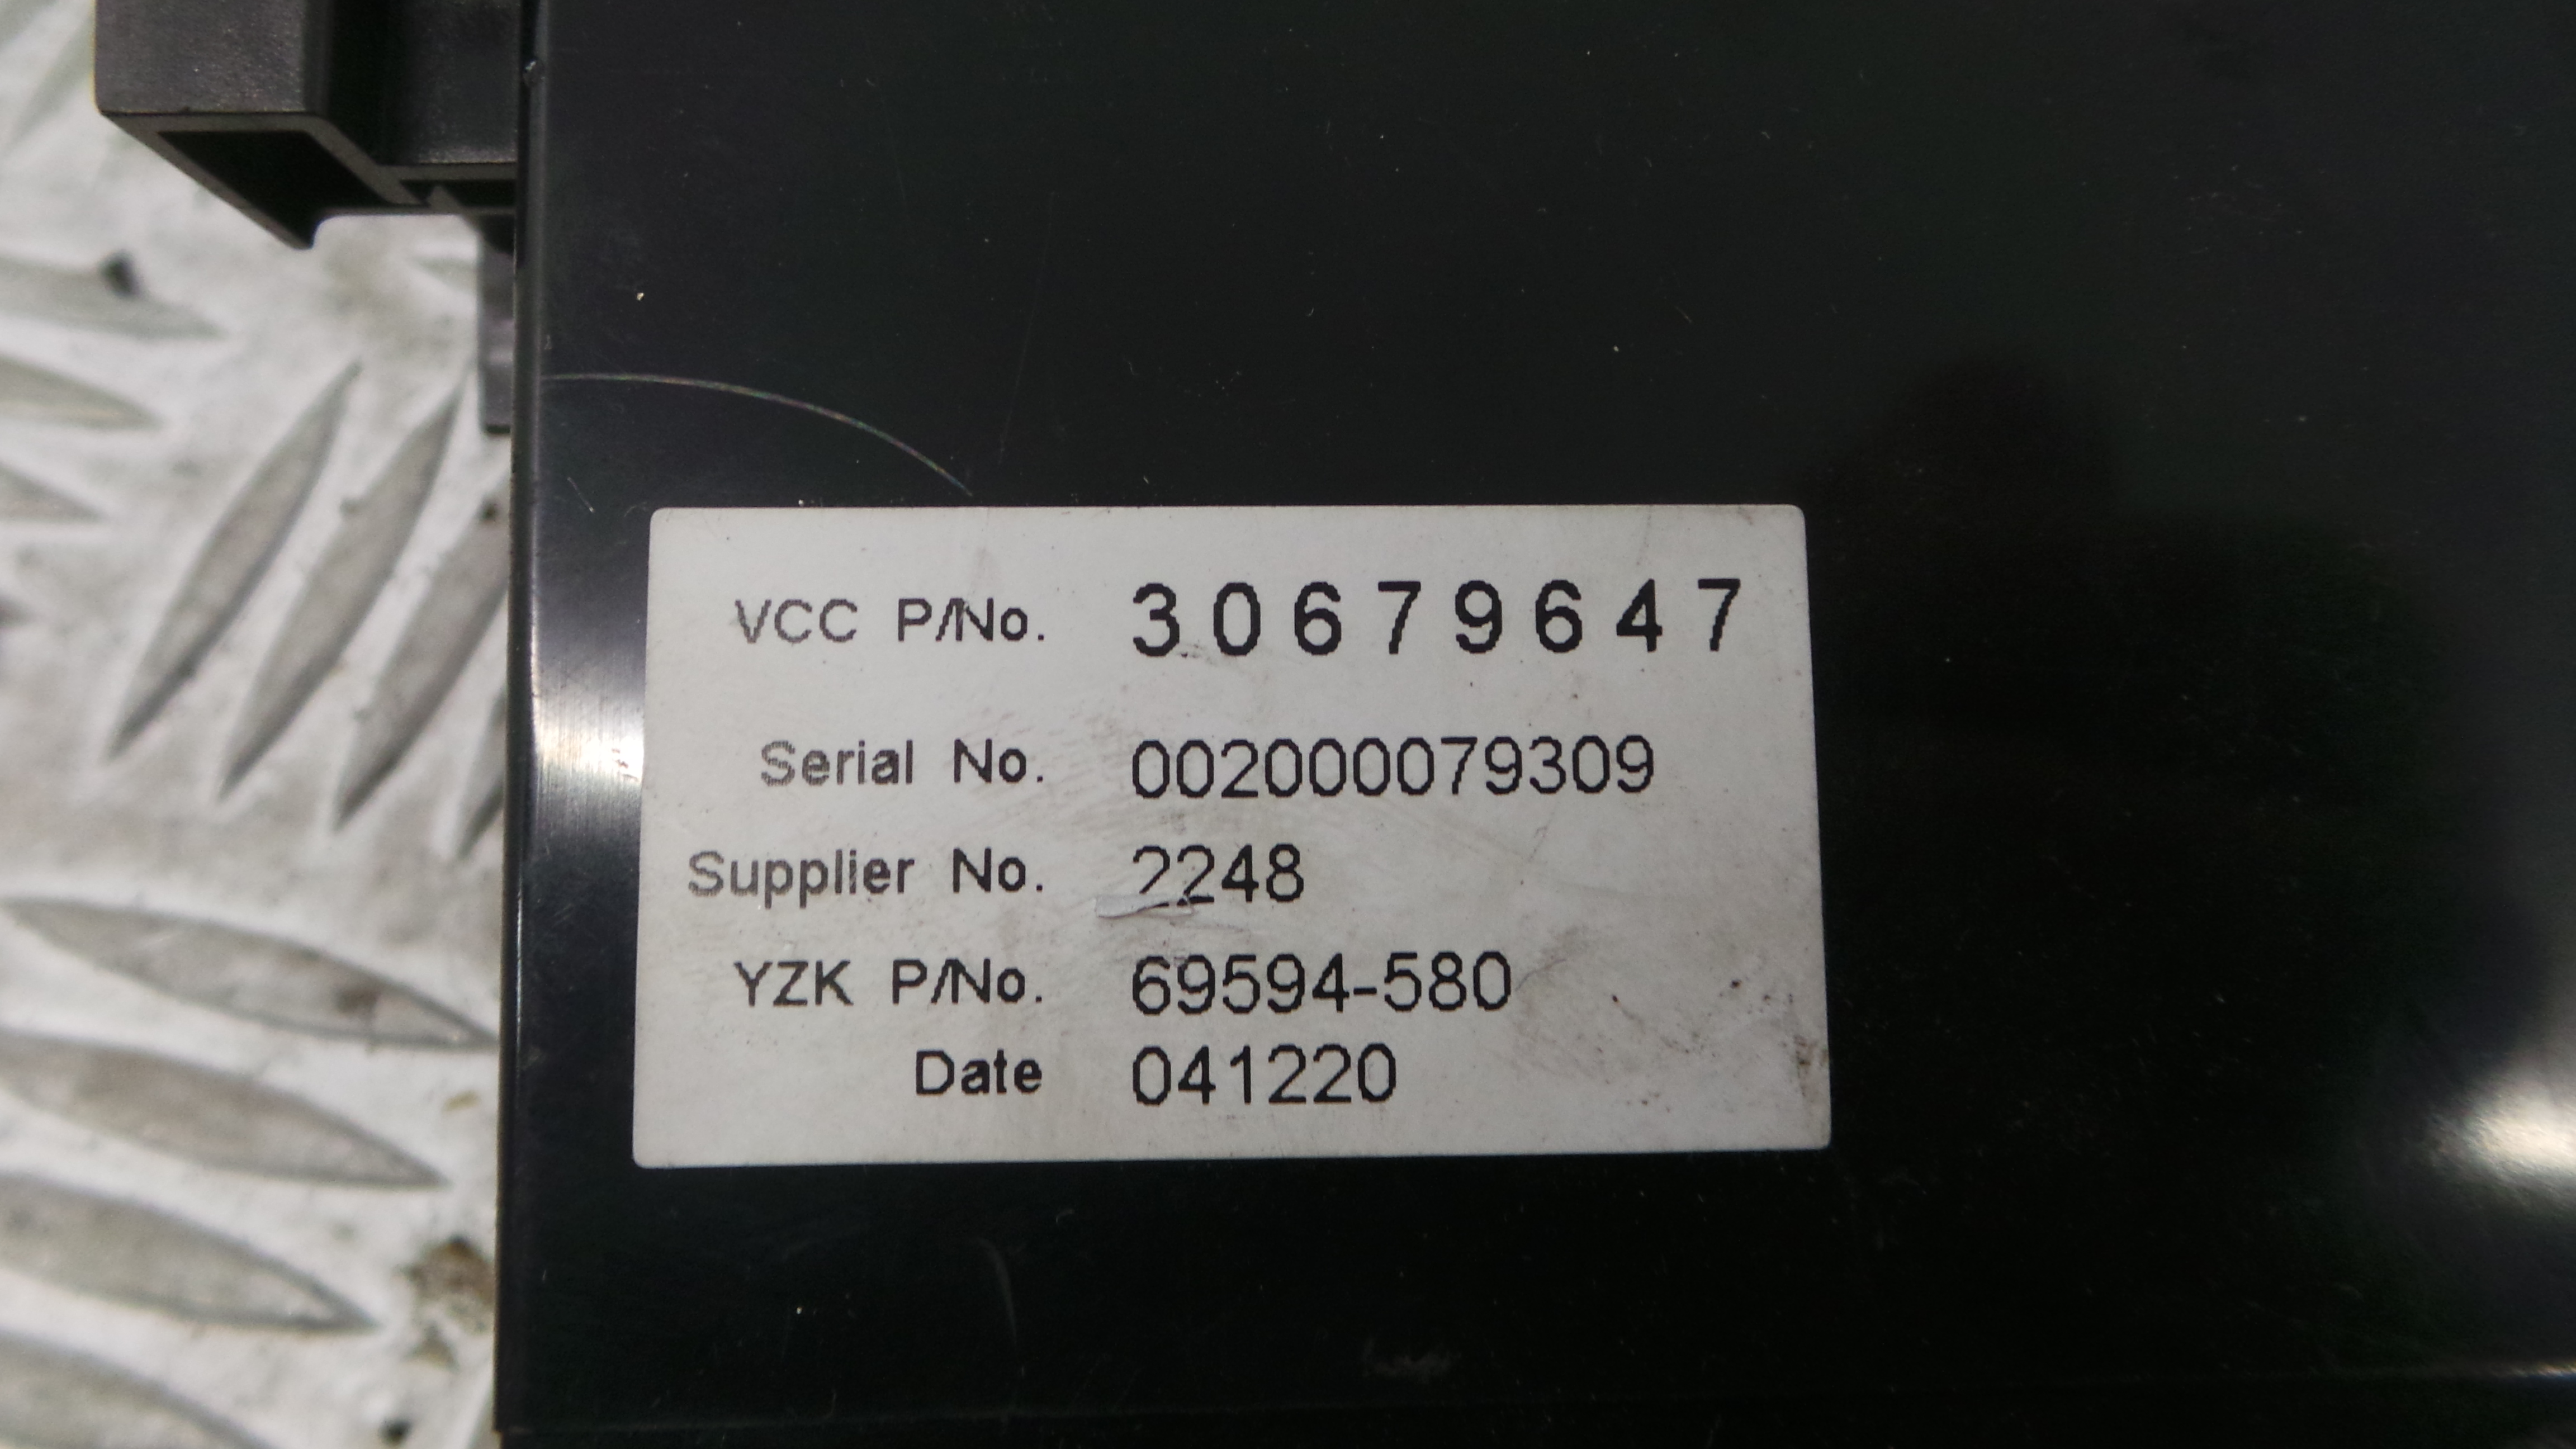 VCC P/No. 30679647
Serial No. 002000079309
Supplier No. 2248
YZK P/No. 69594-580
Date 041220